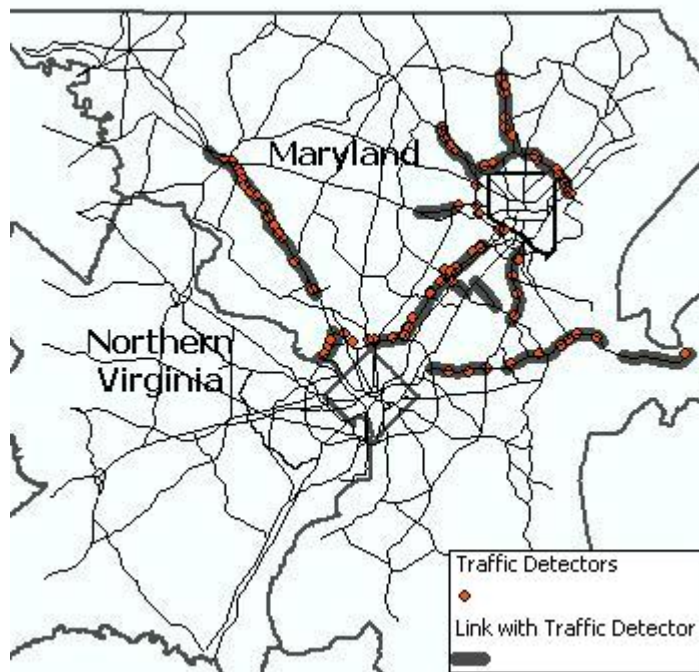 Maryland
Northern
Virginia
Traffic Detectors
Link with Traffic Detector